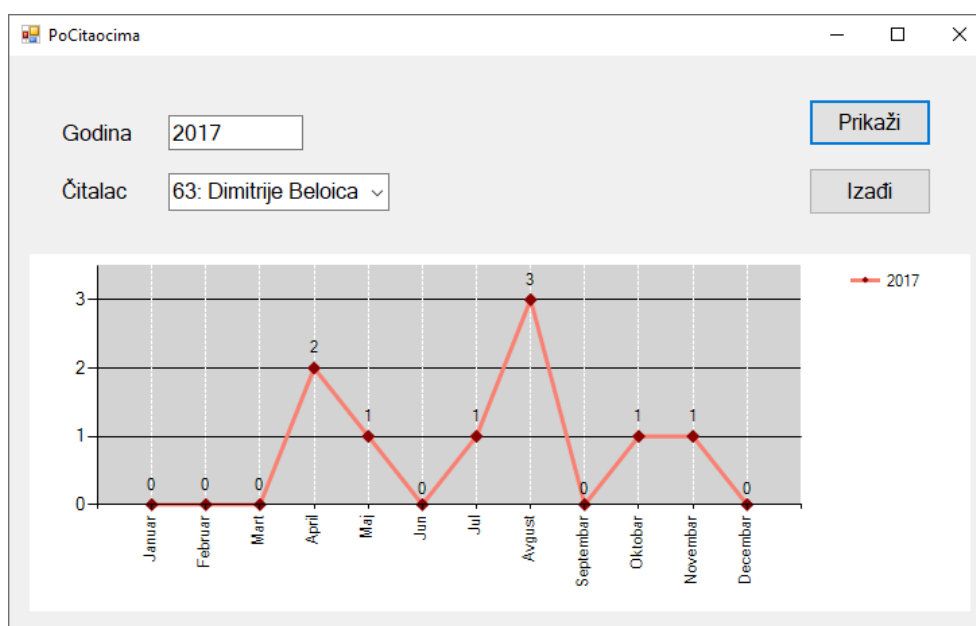 PoCitaocima
Godina 2017 Prikaži
Čitalac 63: Dimitrije Beloica Izađi
2017
3
2
1
0
0
0
0
2
1
0
1
3
0
1
1
0
Januar
Februar
Mart
April
Maj
Jun
Jul
Avgust
Septembar
Oktobar
Novembar
Decembar